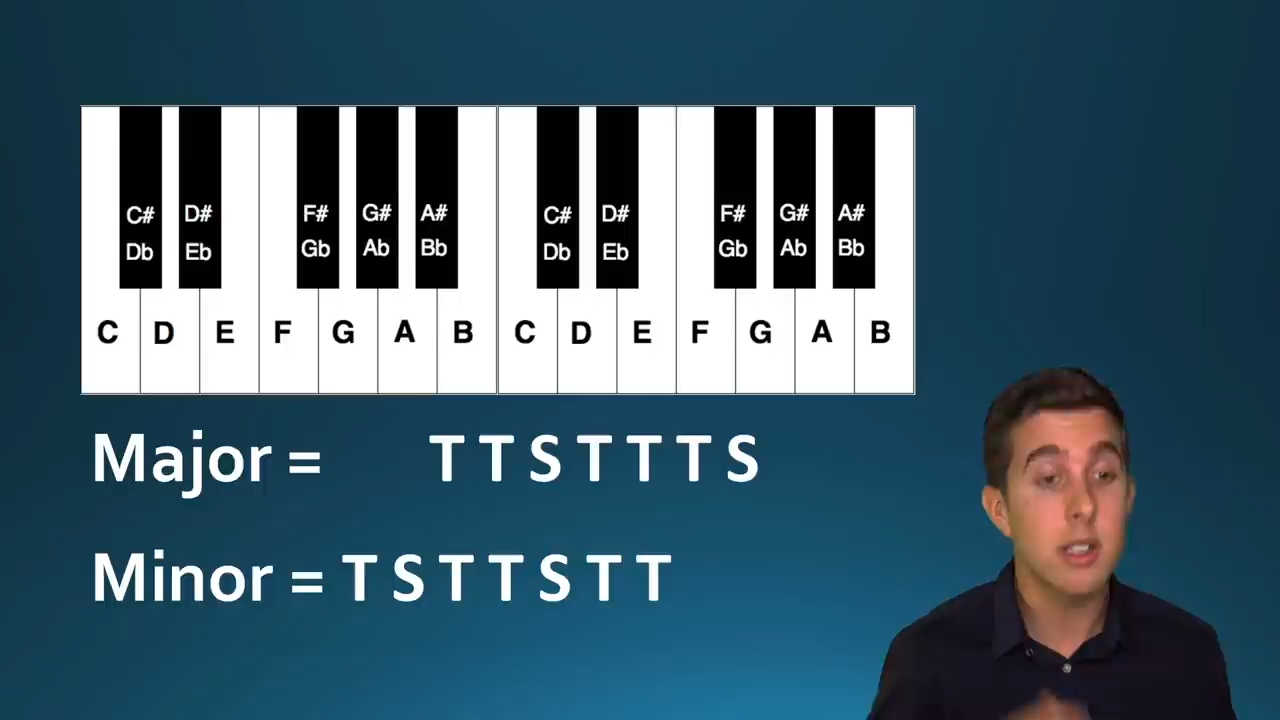 C# D# F# G# A# C# D# F# G# A#
Db Eb Gb Ab Bb Db Eb Gb Ab Bb
C D E F G A B C D E F G A B
Major = T T S T T T S
Minor = T S T T S T T